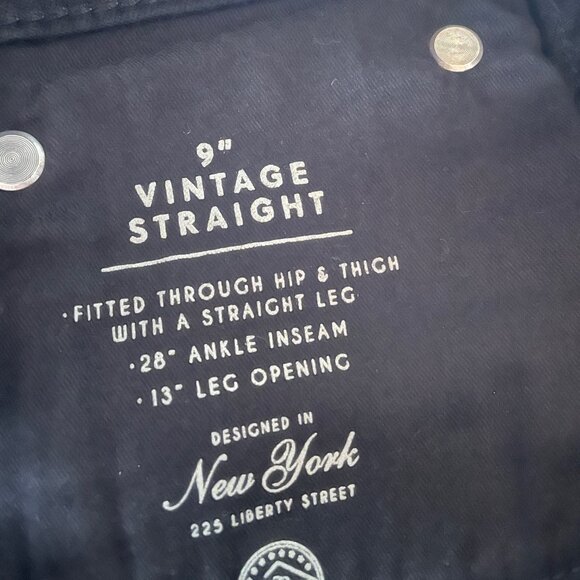 9"
VINTAGE
STRAIGHT
·FITTED THROUGH HIP & THIGH
WITH A STRAIGHT LEG
·28" ANKLE INSEAM
·13" LEG OPENING
DESIGNED IN
New York
225 LIBERTY STREET